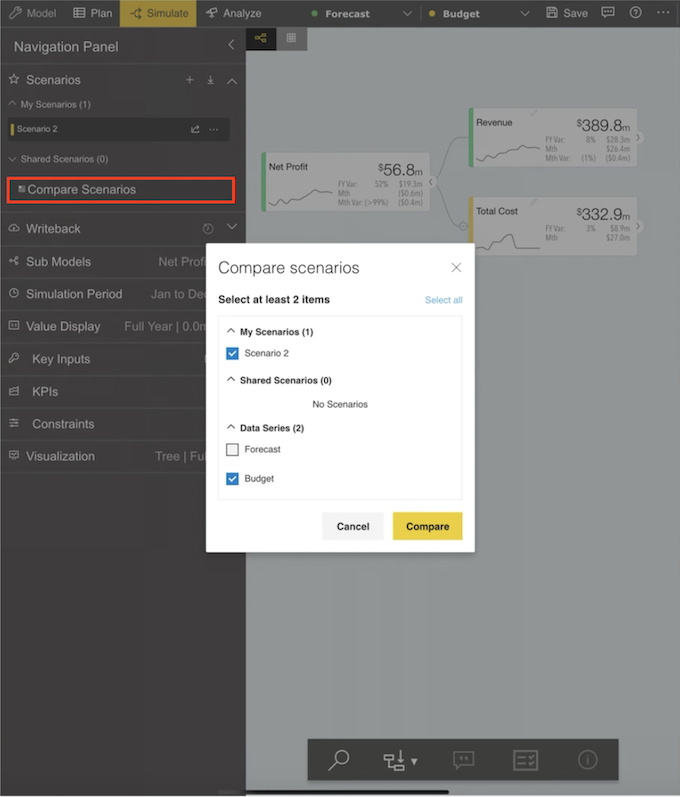 Model Plan Simulate Analyze Forecast Budget Save
Navigation Panel
Scenarios
My Scenarios (1)
Scenario 2
Shared Scenarios (0)
Compare Scenarios
Writeback
Sub Models Net Profi
Simulation Period Jan to Dec
Value Display Full Year | 0.0m
Key Inputs
KPIs
Constraints
Visualization Tree | Ful
Net Profit
$56.8m
FY Var: 52% $19.3m
Mth ($0.6m)
Mth Var: (>99%) ($0.4m)
Revenue
$389.8m
FY Var: 8% $28.3m
Mth $26.4m
Mth Var: (1%) ($0.4m)
Total Cost
$332.9m
FY Var: 3% $8.9m
Mth $27.0m
Compare scenarios
Select at least 2 items Select all
My Scenarios (1)
Scenario 2
Shared Scenarios (0)
No Scenarios
Data Series (2)
Forecast
Budget
Cancel Compare